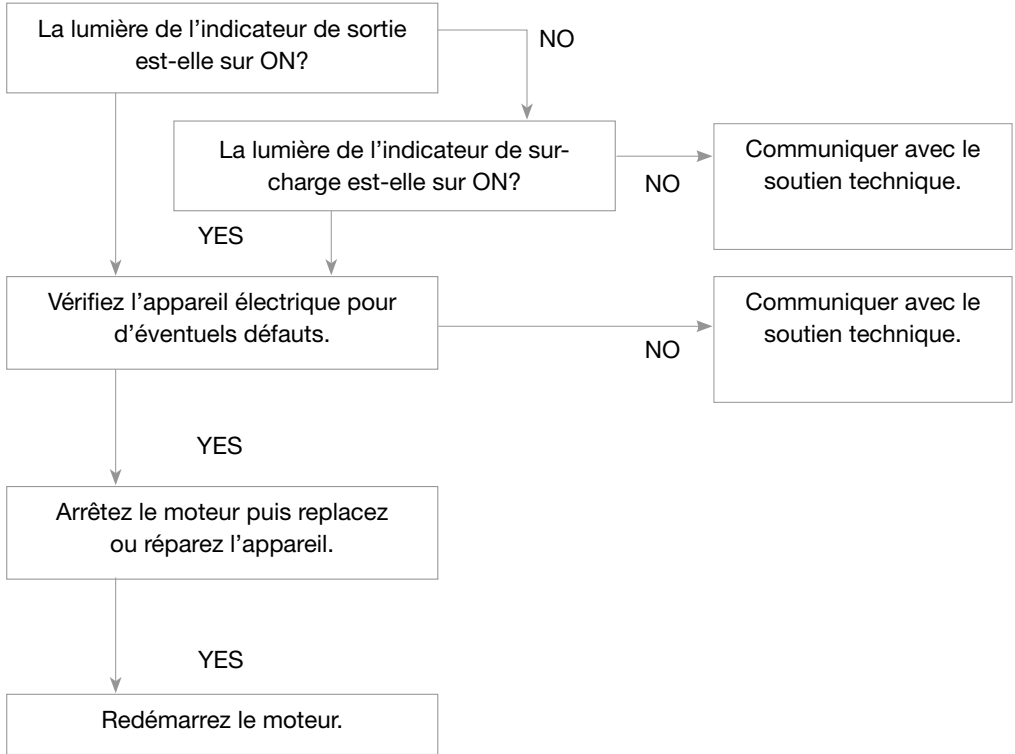 La lumière de l’indicateur de sortie
est-elle sur ON?
NO
La lumière de l’indicateur de sur-
charge est-elle sur ON?
NO
Communiquer avec le
soutien technique.
YES
Vérifiez l’appareil électrique pour
d’éventuels défauts.
NO
Communiquer avec le
soutien technique.
YES
Arrêtez le moteur puis replacez
ou réparez l’appareil.
YES
Redémarrez le moteur.